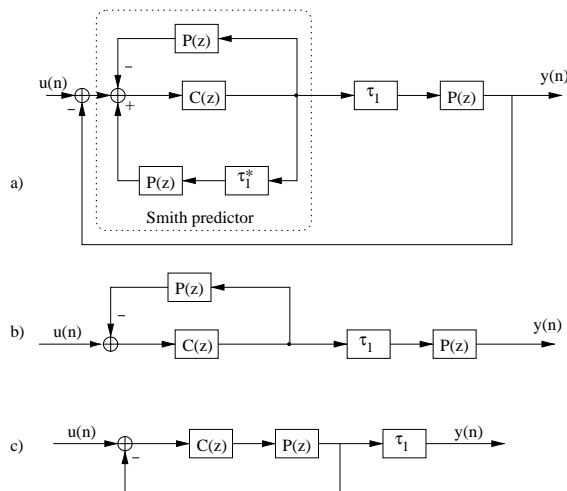 P(z)
u(n)
y(n)
−
−
+
C(z)
τ1
P(z)
P(z)
τ1*
a)
Smith predictor
P(z)
−
b)
u(n)
y(n)
C(z)
τ1
P(z)
c)
u(n)
y(n)
−
C(z)
P(z)
τ1